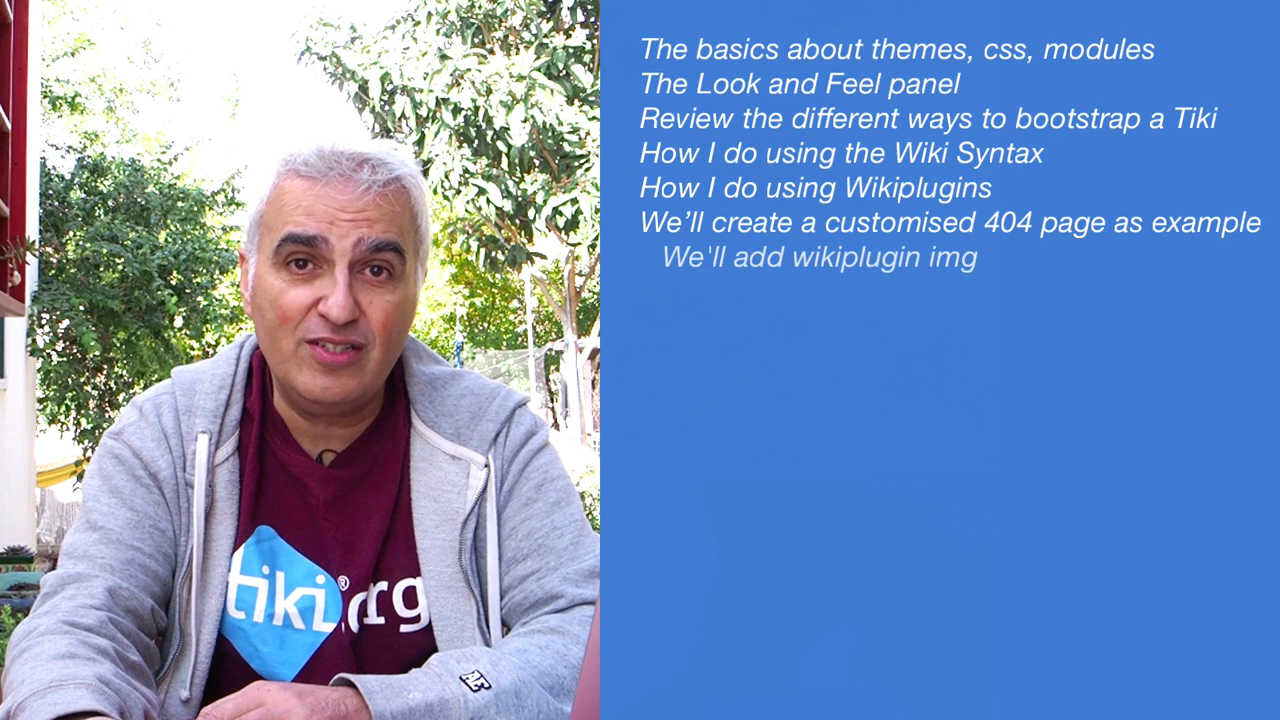 The basics about themes, css, modules
The Look and Feel panel
Review the different ways to bootstrap a Tiki
How I do using the Wiki Syntax
How I do using Wikiplugins
We’ll create a customised 404 page as example
We'll add wikiplugin img
tiki®.org
AE